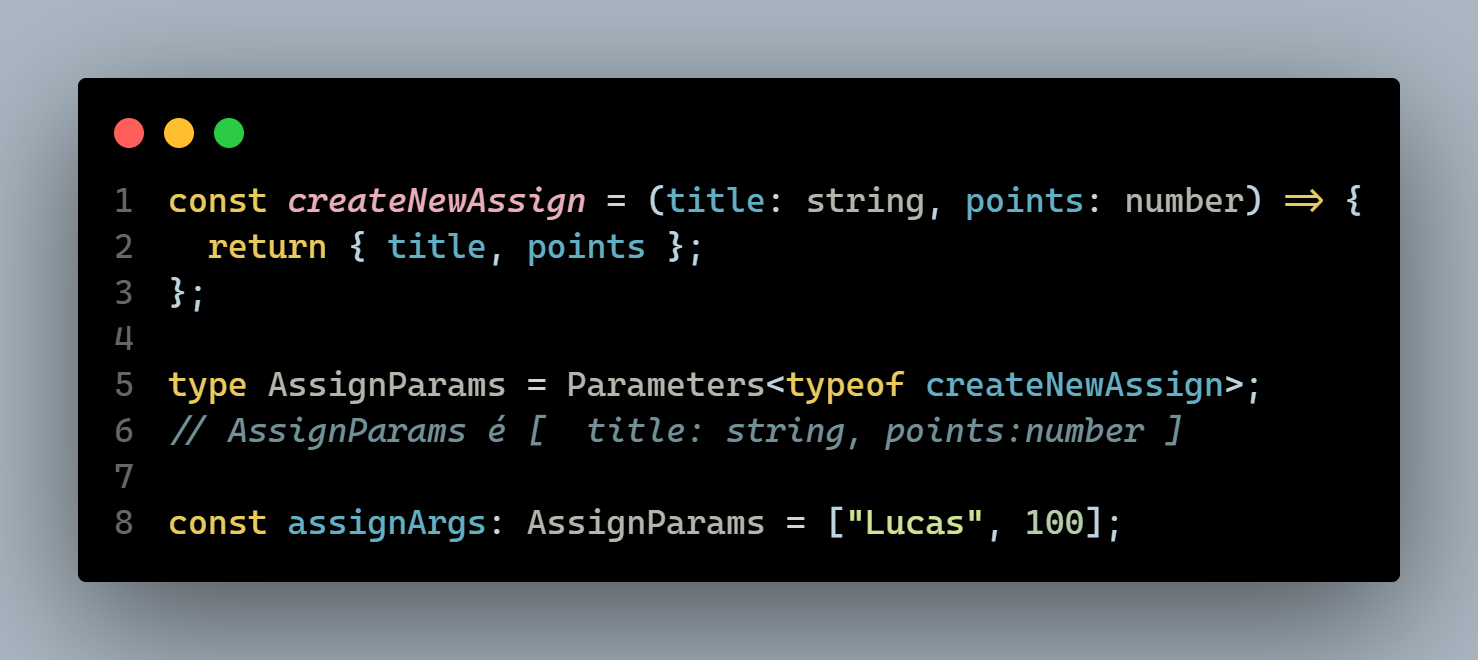 1 const createNewAssign = (title: string, points: number) => {
2   return { title, points };
3 };
4
5 type AssignParams = Parameters<typeof createNewAssign>;
6 // AssignParams é [  title: string, points:number ]
7
8 const assignArgs: AssignParams = ["Lucas", 100];